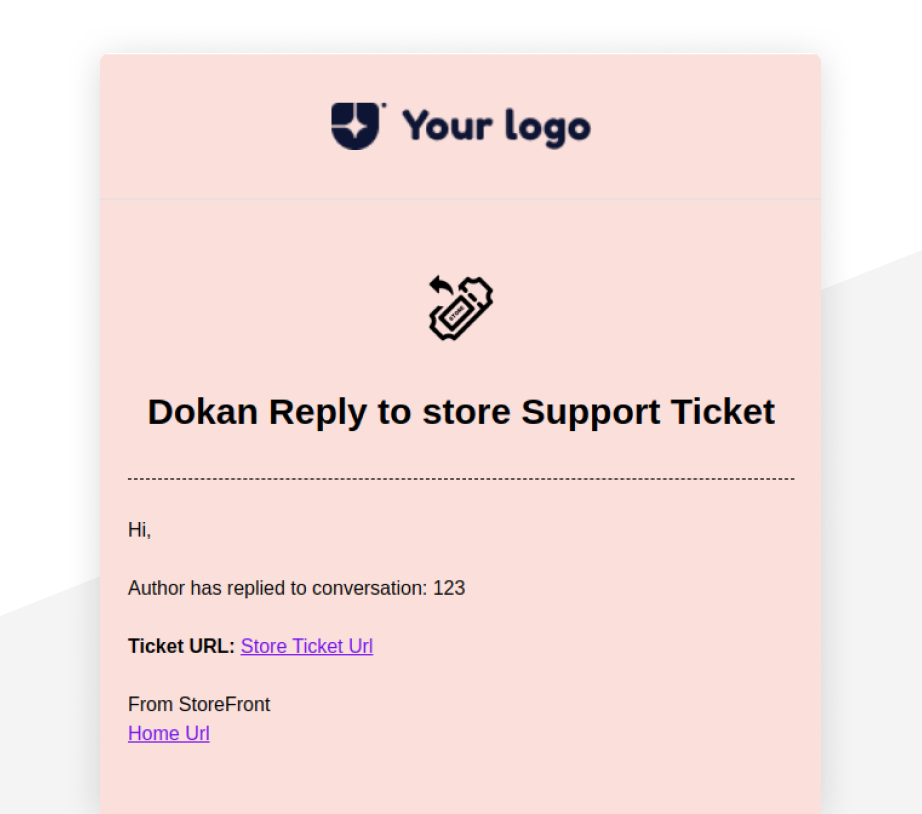 Your logo
STORE
Dokan Reply to store Support Ticket
Hi,
Author has replied to conversation: 123
Ticket URL: Store Ticket Url
From StoreFront
Home Url